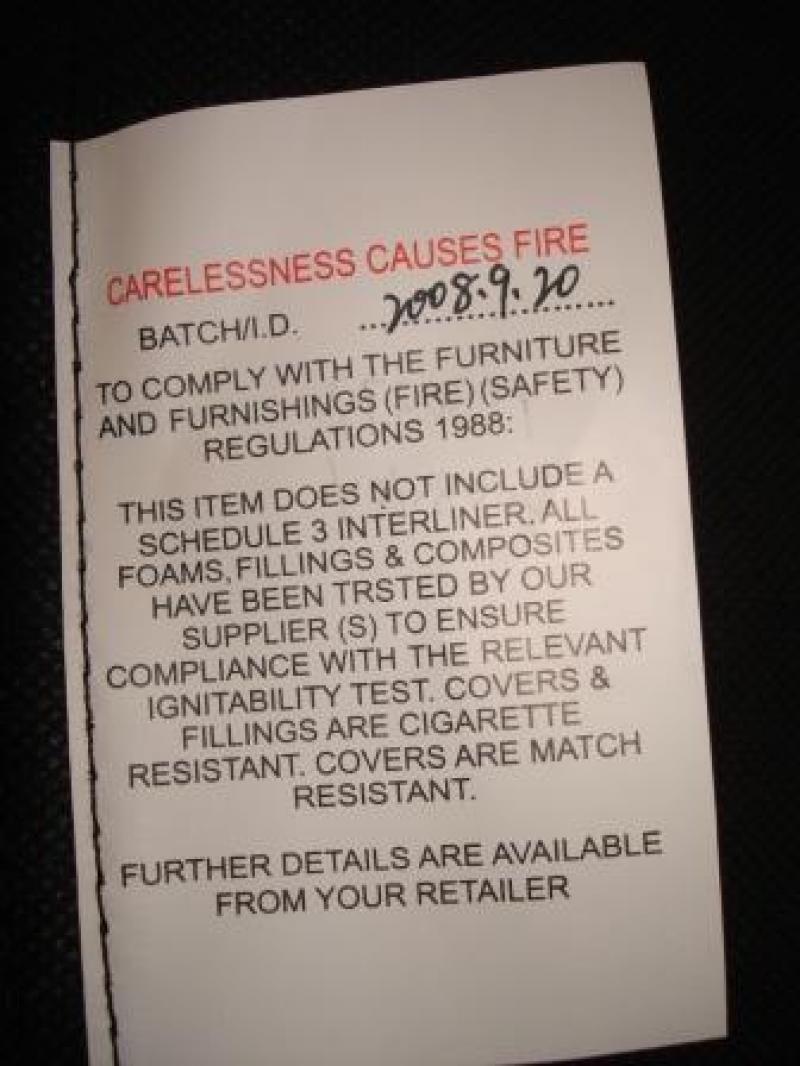 CARELESSNESS CAUSES FIRE
BATCH/I.D. 2008.9.20
TO COMPLY WITH THE FURNITURE
AND FURNISHINGS (FIRE) (SAFETY)
REGULATIONS 1988:
THIS ITEM DOES NOT INCLUDE A
SCHEDULE 3 INTERLINER. ALL
FOAMS, FILLINGS & COMPOSITES
HAVE BEEN TRSTED BY OUR
SUPPLIER (S) TO ENSURE
COMPLIANCE WITH THE RELEVANT
IGNITABILITY TEST. COVERS &
FILLINGS ARE CIGARETTE
RESISTANT. COVERS ARE MATCH
RESISTANT.
FURTHER DETAILS ARE AVAILABLE
FROM YOUR RETAILER